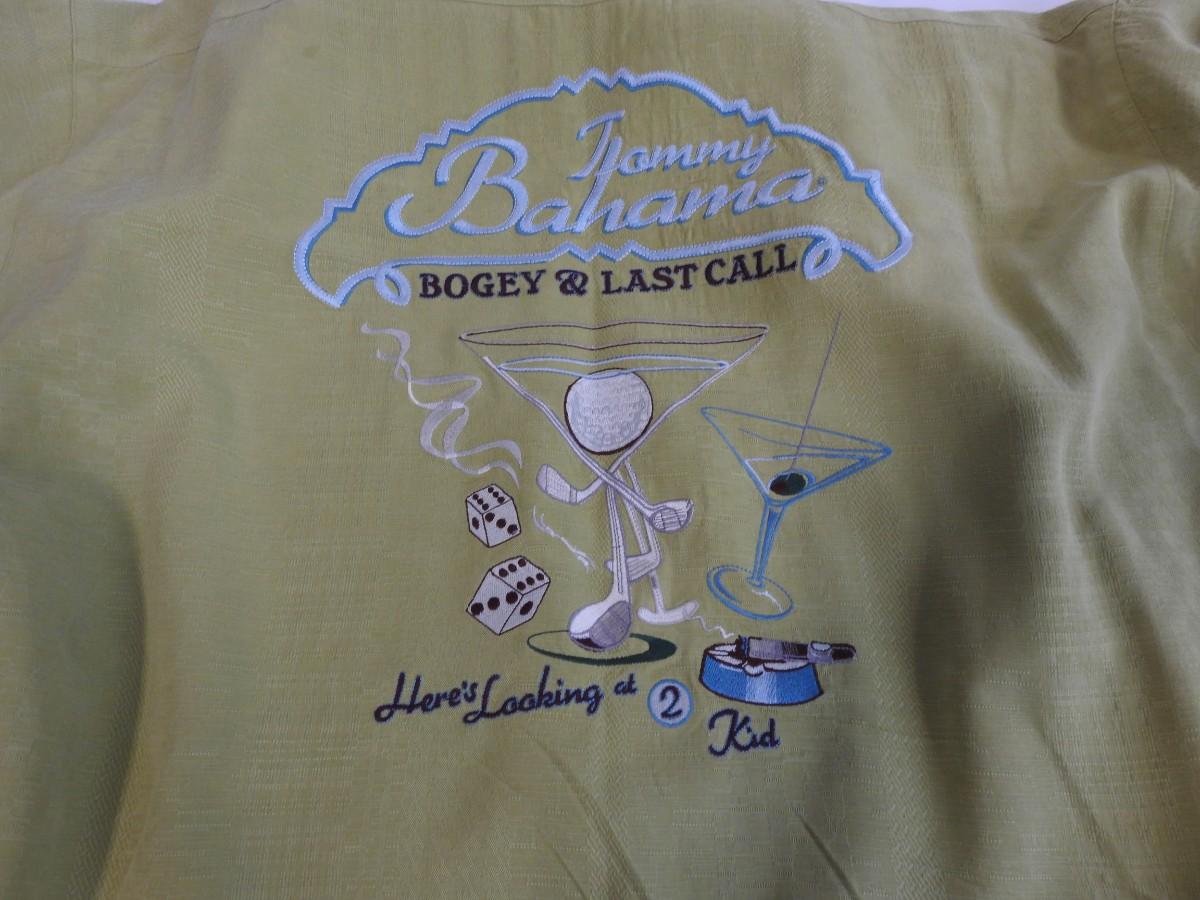 Tommy
Bahama®
BOGEY & LAST CALL
Here's Looking at 2
Kid